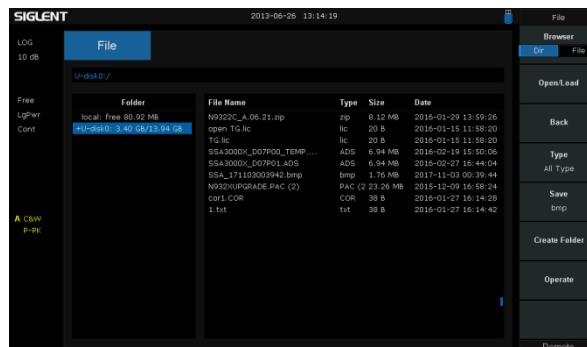 SIGLENT 2013-06-26 13:14:19 File
LOG
10 dB
File
Browser
Dir File
U-disk0:/
Open/Load
Free
LgPwr
Cont
Folder
local: free 80.92 MB
+U-disk0: 3.40 GB/13.94 GB
File Name Type Size Date
N9322C_A.06.21.zip zip 8.12 MB 2016-01-29 13:59:26
open TG.lic lic 20 B 2016-01-15 11:58:20
TG.lic lic 20 B 2016-01-15 11:58:20
SSA3000X_D07P00_TEMP.... ADS 6.94 MB 2016-02-19 15:50:06
SSA3000X_D07P01.ADS ADS 6.94 MB 2016-02-27 16:44:04
SSA_171103003942.bmp bmp 1.76 MB 2017-11-03 00:39:44
N932XUPGRADE.PAC (2) PAC (2 23.26 MB 2015-12-09 16:58:24
cor1.COR COR 38 B 2016-01-27 16:14:28
1.txt txt 38 B 2016-01-27 16:14:42
Back
Type
All Type
Save
bmp
A C&W
P-PK
Create Folder
Operate
Remote